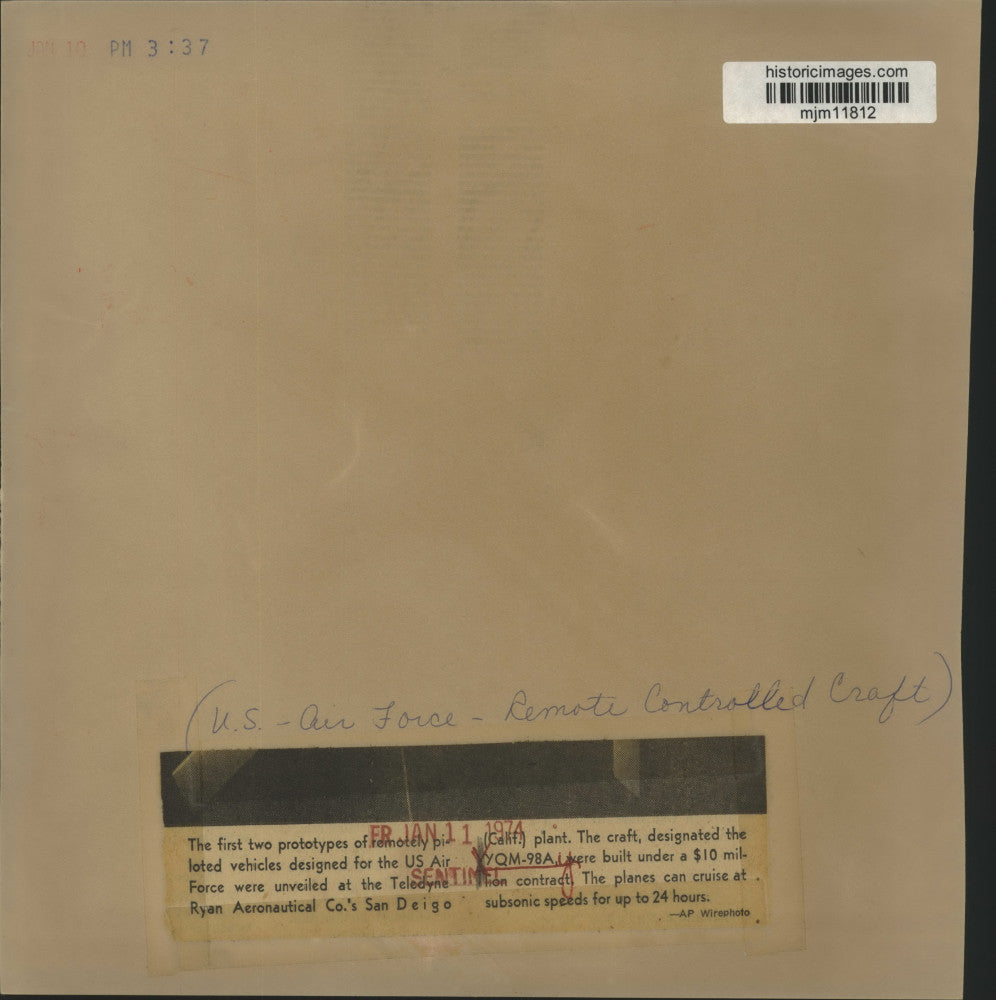 JAN 10 PM 3:37
historicimages.com
mjm11812
(U.S. - Air Force - Remote Controlled Craft)
FR JAN 11 1974
SENTINEL
The first two prototypes of remotely pi-
loted vehicles designed for the US Air
Force were unveiled at the Teledyne
Ryan Aeronautical Co.'s San Deigo
(Calif.) plant. The craft, designated the
YQM-98A, were built under a $10 mil-
lion contract. The planes can cruise at
subsonic speeds for up to 24 hours.
—AP Wirephoto